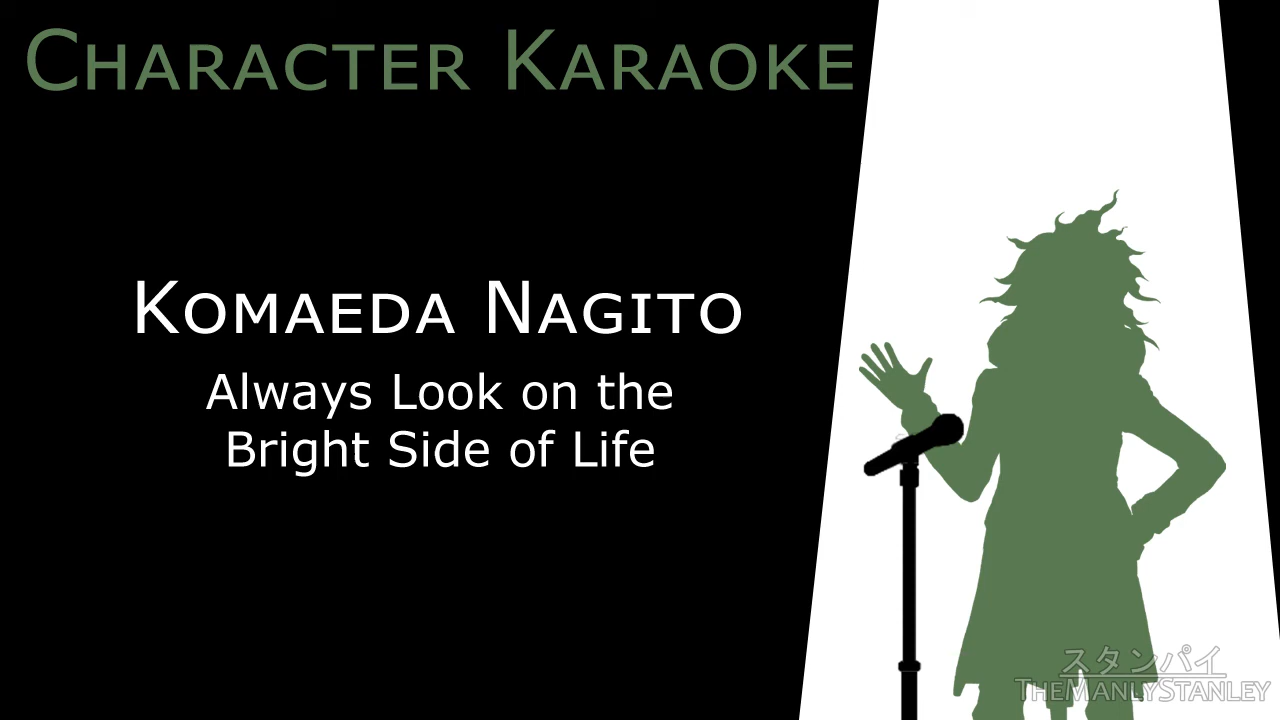 Character Karaoke
Komaeda Nagito
Always Look on the
Bright Side of Life
スタンパイ
TheManlyStanley